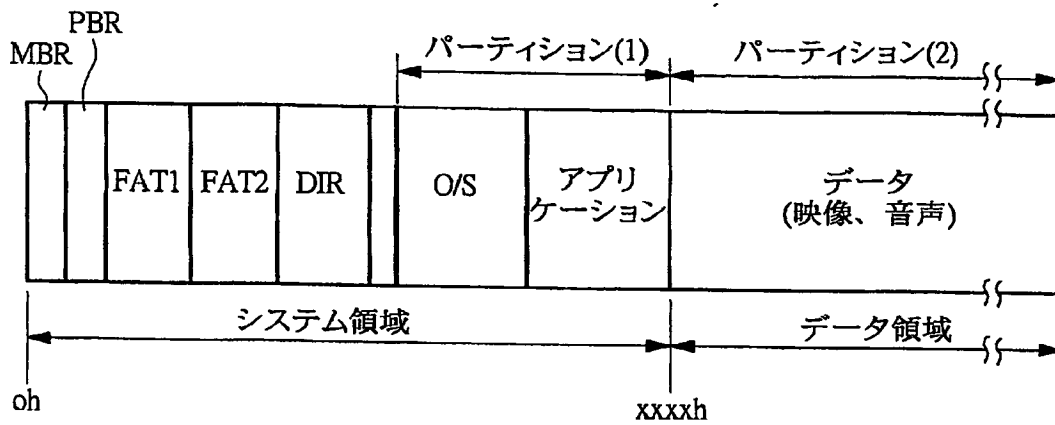 PBR
MBR
パーティション(1)
パーティション(2)
FAT1
FAT2
DIR
O/S
アプリ
ケーション
データ
(映像、音声)
システム領域
データ領域
oh
xxxxh